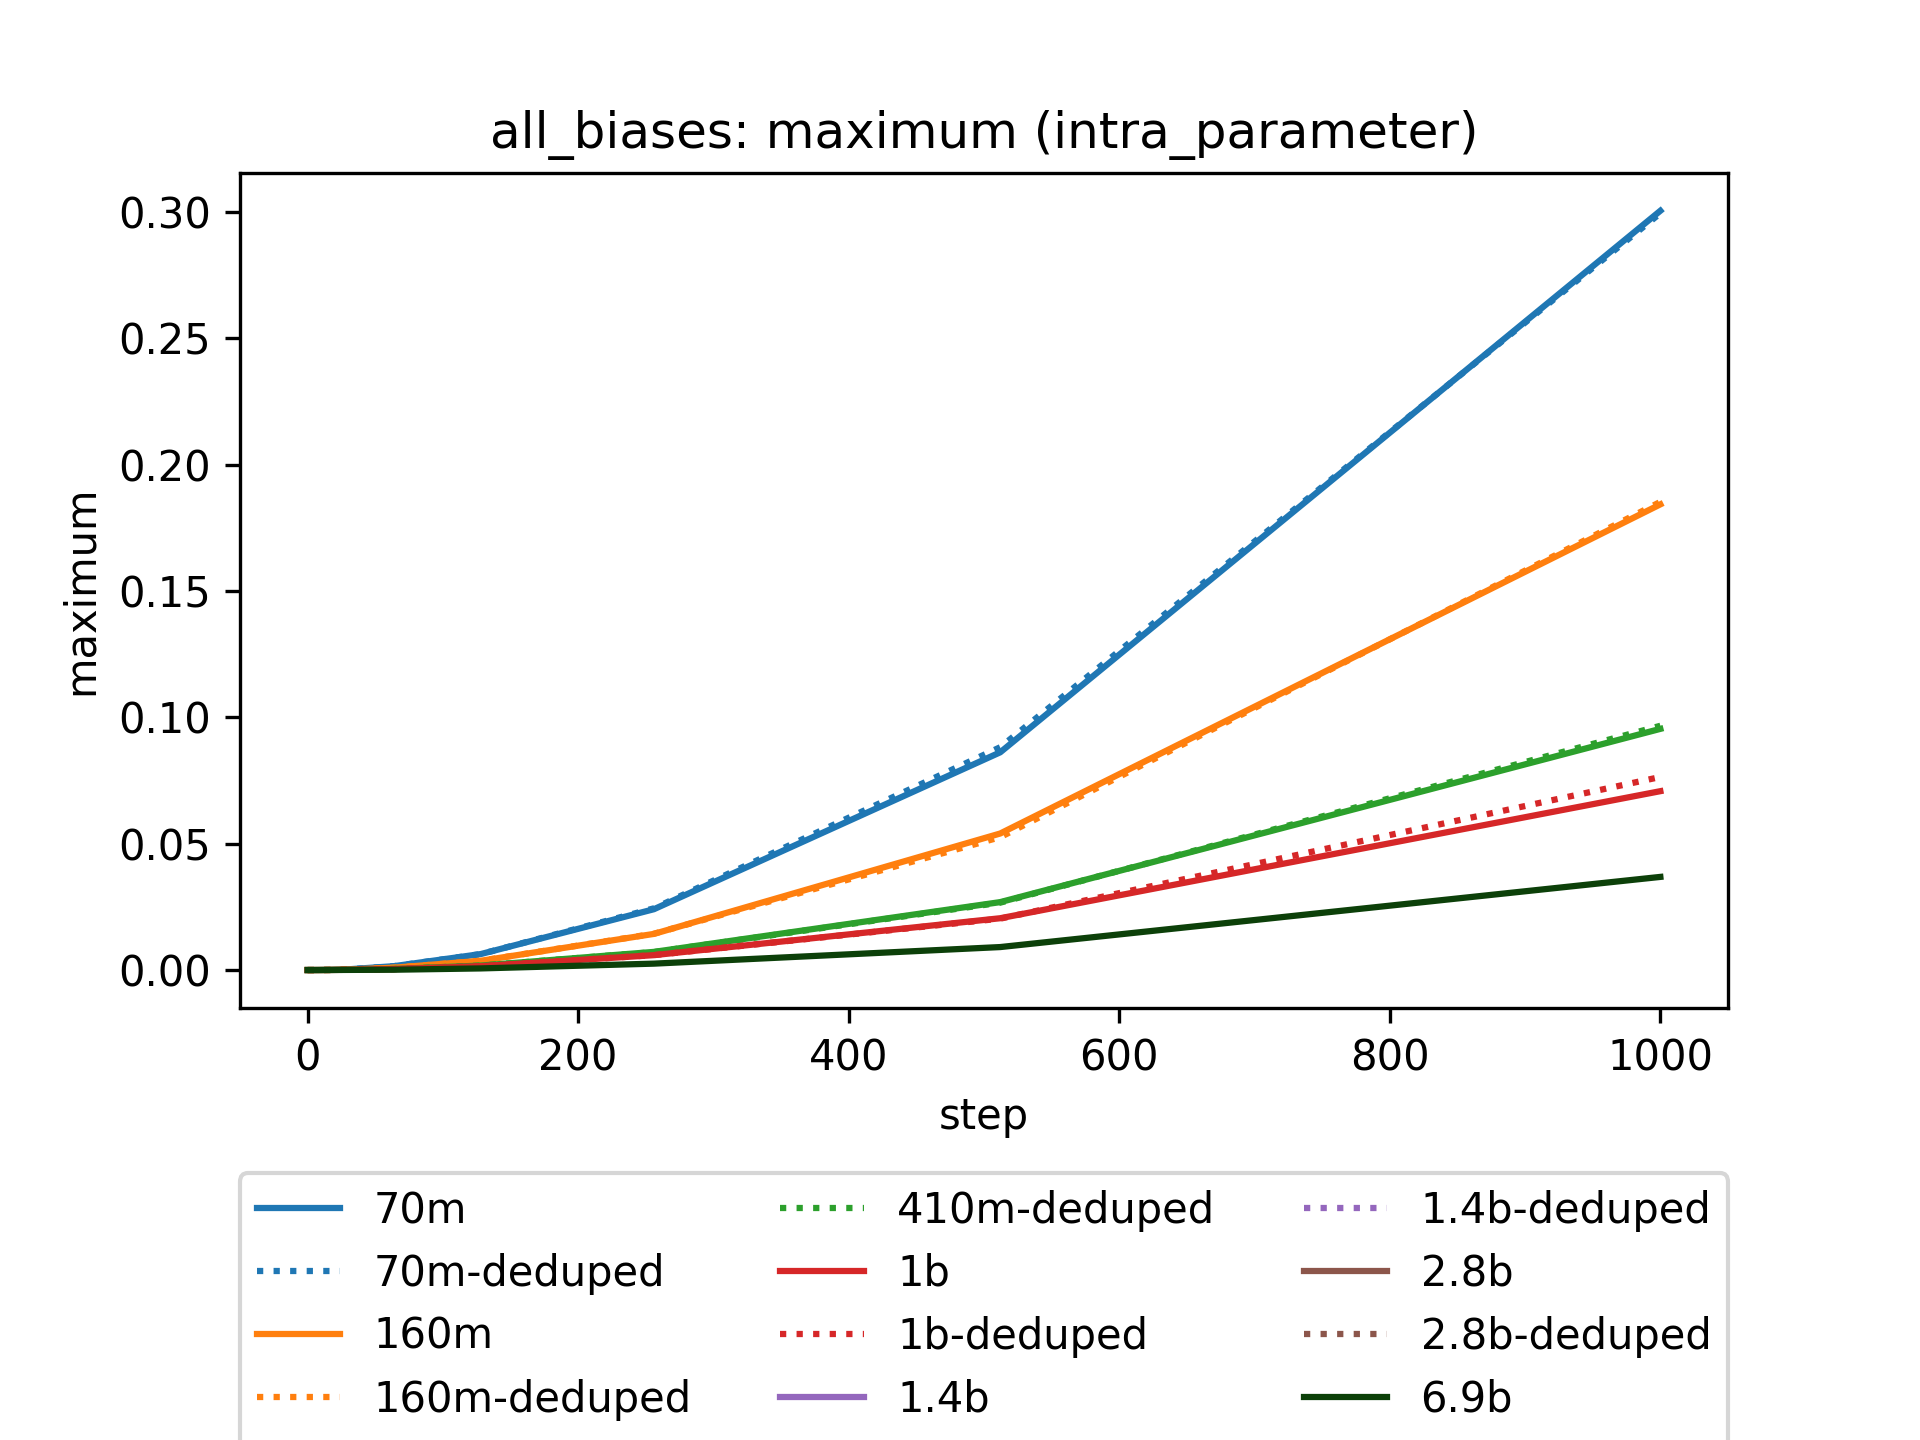 all_biases: maximum (intra_parameter)
0.30
0.25
0.20
0.15
0.10
0.05
0.00
maximum
0 200 400 600 800 1000
step
70m 410m-deduped 1.4b-deduped
70m-deduped 1b 2.8b
160m 1b-deduped 2.8b-deduped
160m-deduped 1.4b 6.9b